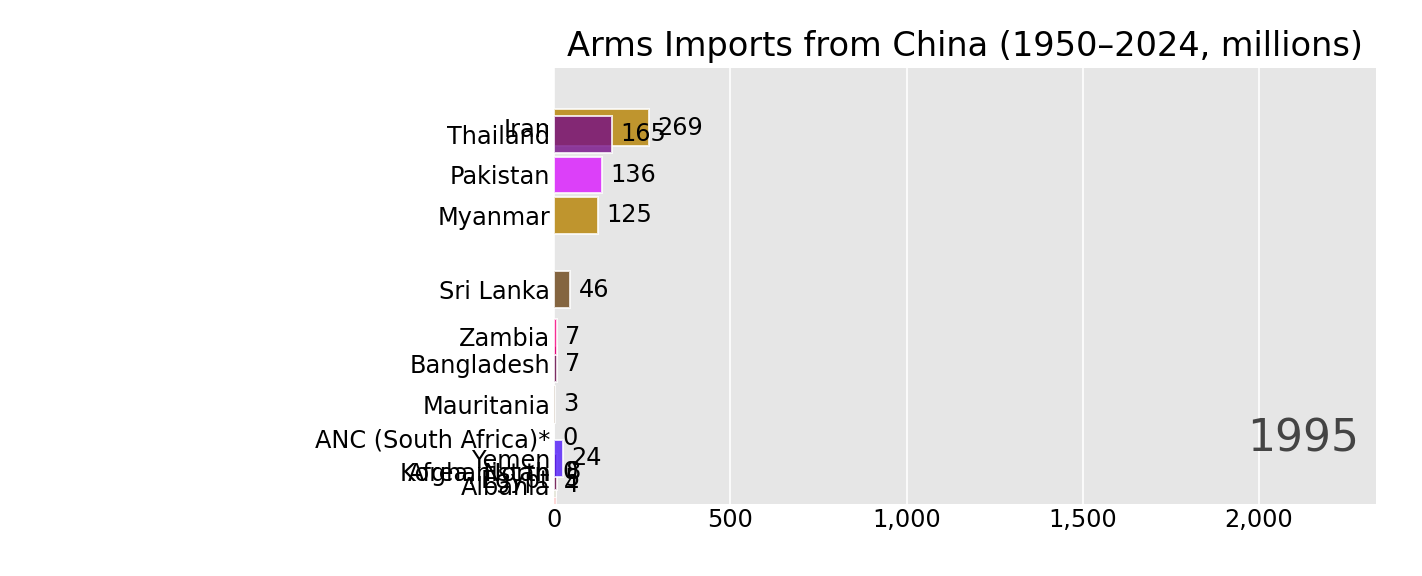 Arms Imports from China (1950–2024, millions)
Iran 269
Thailand 165
Pakistan 136
Myanmar 125
Sri Lanka 46
Zambia 7
Bangladesh 7
Mauritania 3
ANC (South Africa)* 0
1995
Yemen 24
Albania 4
0 500 1,000 1,500 2,000